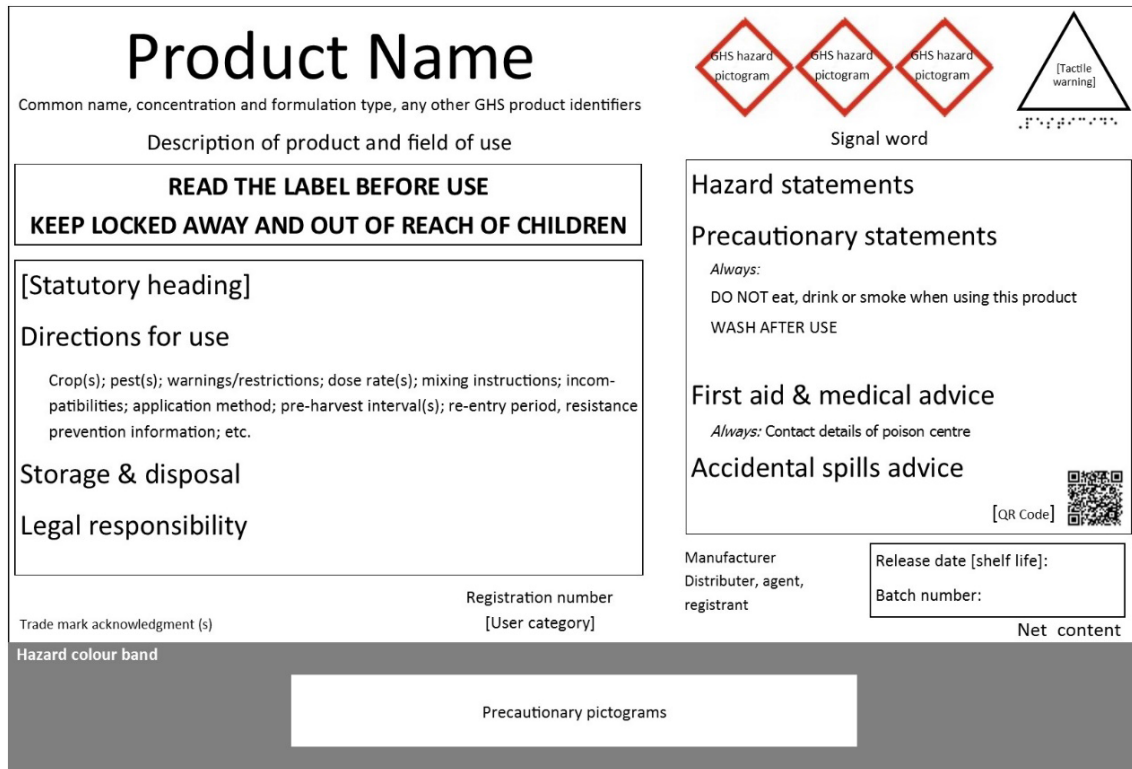 Product Name
Common name, concentration and formulation type, any other GHS product identifiers
Description of product and field of use
READ THE LABEL BEFORE USE
KEEP LOCKED AWAY AND OUT OF REACH OF CHILDREN
[Statutory heading]
Directions for use
Crop(s); pest(s); warnings/restrictions; dose rate(s); mixing instructions; incom-
patibilities; application method; pre-harvest interval(s); re-entry period, resistance
prevention information; etc.
Storage & disposal
Legal responsibility
Trade mark acknowledgment (s)
Registration number
[User category]
GHS hazard
pictogram
GHS hazard
pictogram
GHS hazard
pictogram
[Tactile
warning]
⠠⠏⠑⠎⠞⠊⠉⠊⠙⠑
Signal word
Hazard statements
Precautionary statements
Always:
DO NOT eat, drink or smoke when using this product
WASH AFTER USE
First aid & medical advice
Always: Contact details of poison centre
Accidental spills advice
[QR Code]
Manufacturer
Distributer, agent,
registrant
Release date [shelf life]:
Batch number:
Net content
Hazard colour band
Precautionary pictograms